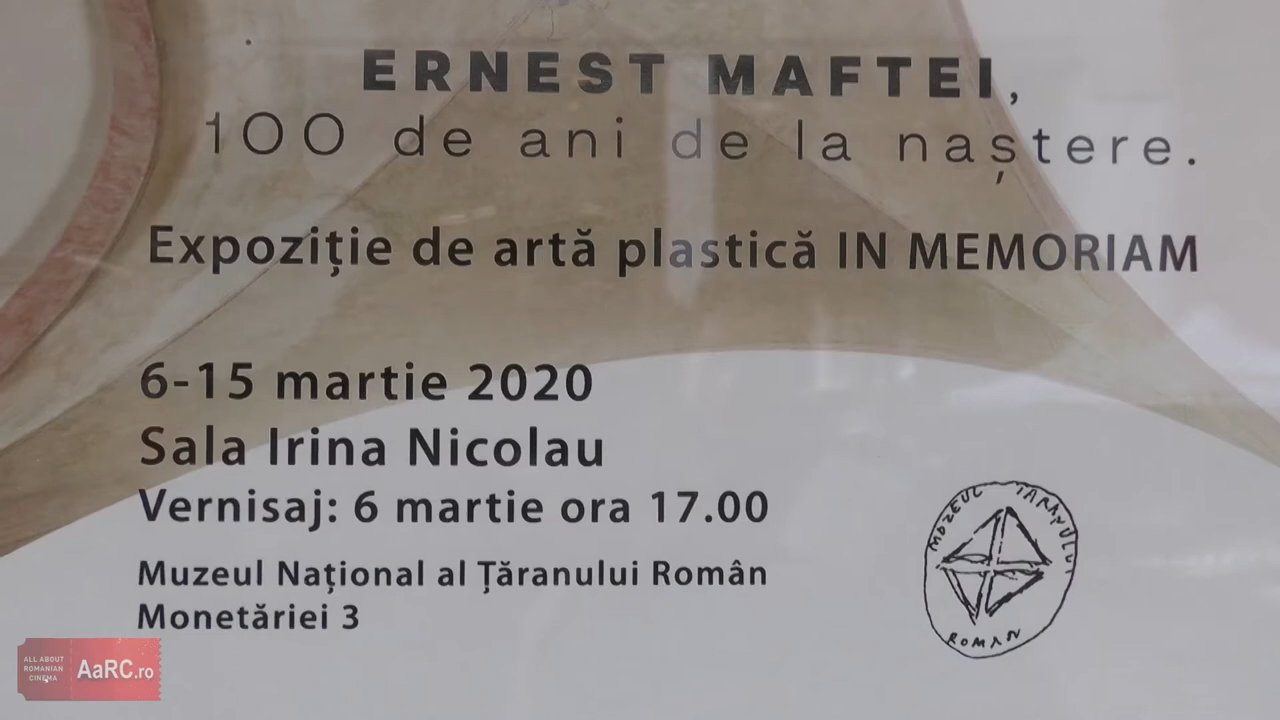 ERNEST MAFTEI,
100 de ani de la naștere.
Expoziție de artă plastică IN MEMORIAM
6-15 martie 2020
Sala Irina Nicolau
Vernisaj: 6 martie ora 17.00
Muzeul Național al Țăranului Român
Monetăriei 3
MUZEUL ȚĂRANULUI
ROMÂN
ALL ABOUT
ROMANIAN
CINEMA
AaRC.ro